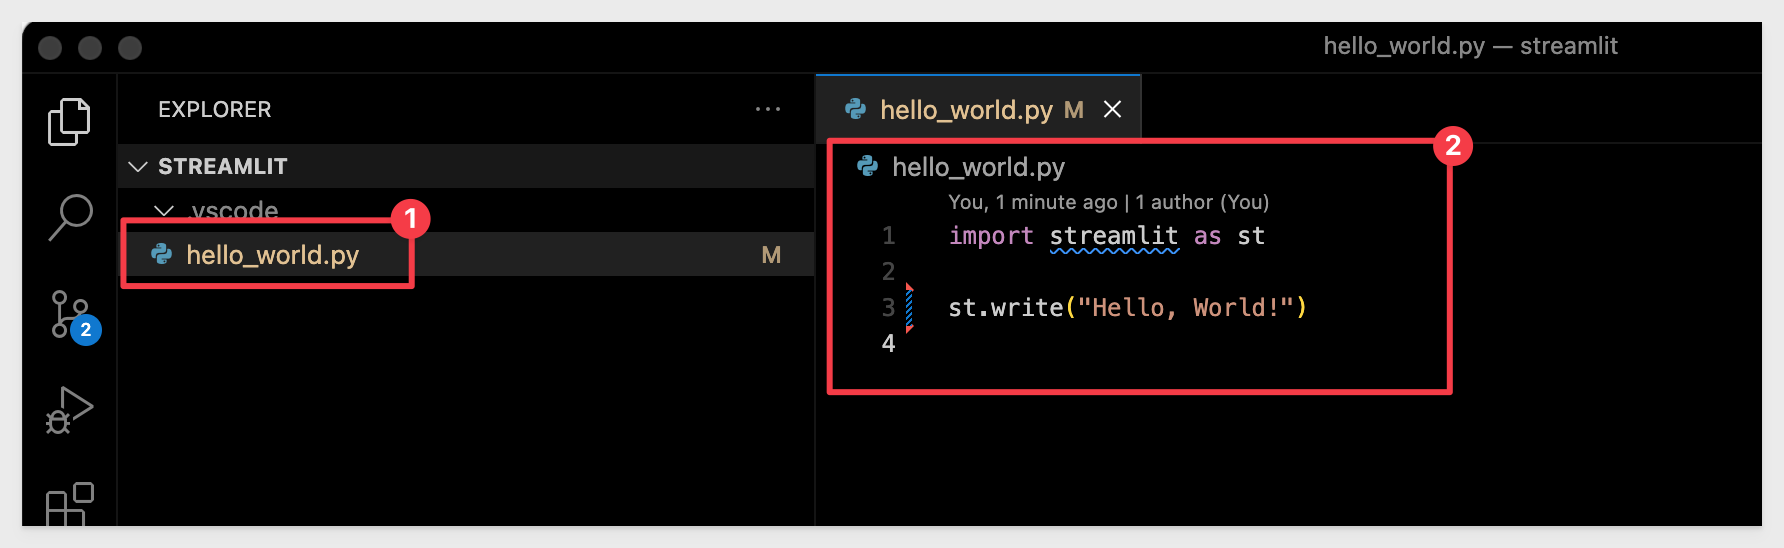 hello_world.py — streamlit
EXPLORER
···
STREAMLIT
.vscode
1
hello_world.py
M
2
hello_world.py M
2
hello_world.py
You, 1 minute ago | 1 author (You)
1 import streamlit as st
2
3 st.write("Hello, World!")
4